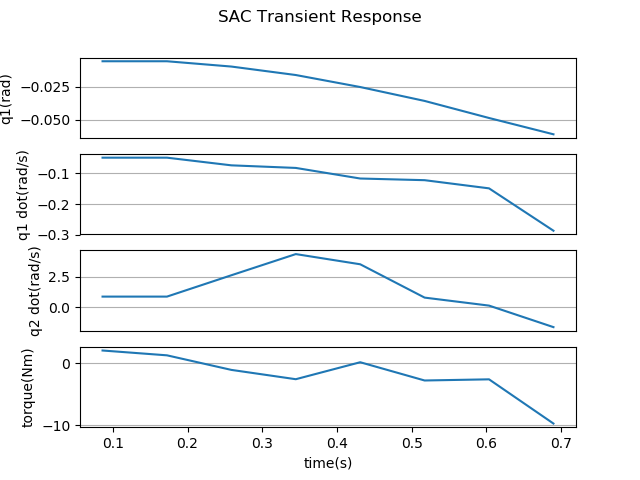 SAC Transient Response
q1(rad)
−0.025
−0.050
q1 dot(rad/s)
−0.1
−0.2
−0.3
q2 dot(rad/s)
2.5
0.0
torque(Nm)
0
−10
0.1 0.2 0.3 0.4 0.5 0.6 0.7
time(s)